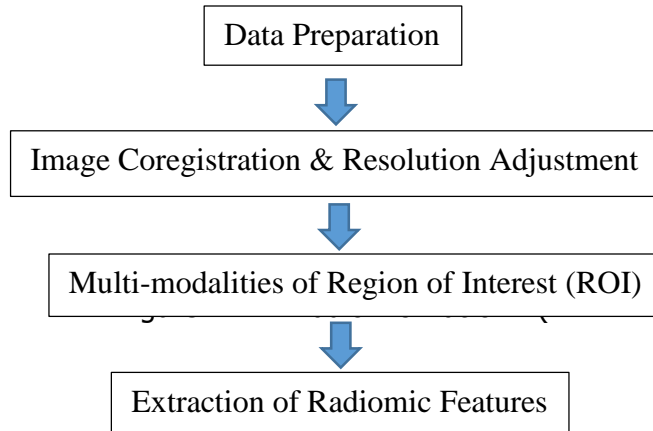 Data Preparation
Image Coregistration & Resolution Adjustment
Multi-modalities of Region of Interest (ROI)
Extraction of Radiomic Features